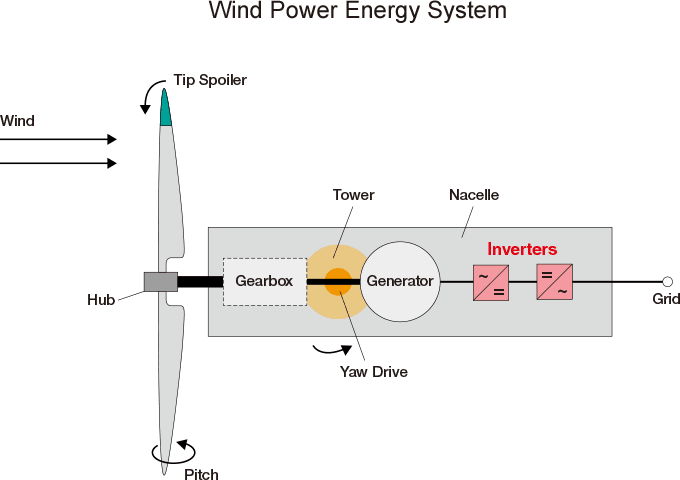 Wind Power Energy System
Tip Spoiler
Wind
Tower
Nacelle
Inverters
Gearbox
Generator
~
=
=
~
Hub
Grid
Yaw Drive
Pitch